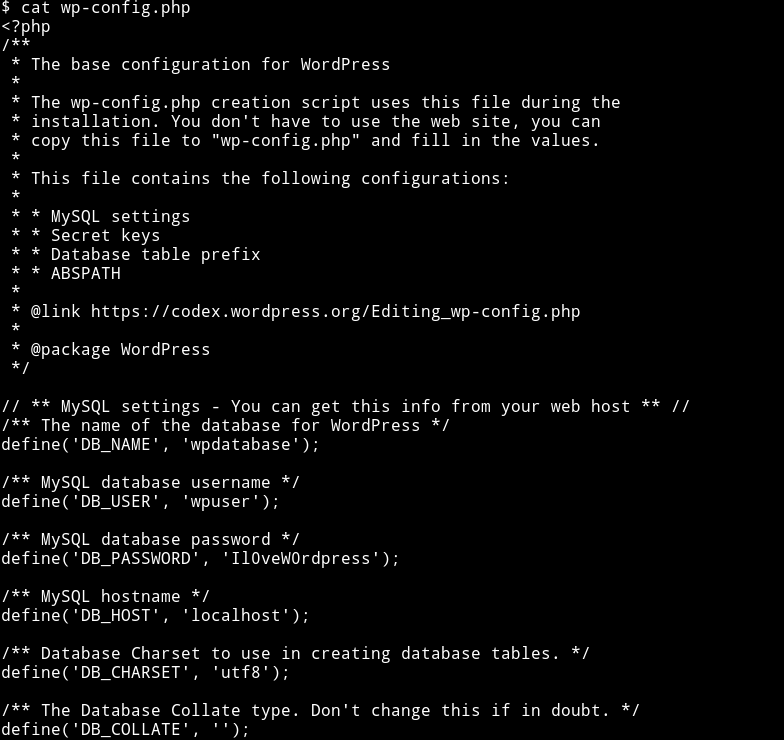 $ cat wp-config.php
<?php
/**
 * The base configuration for WordPress
 *
 * The wp-config.php creation script uses this file during the
 * installation. You don't have to use the web site, you can
 * copy this file to "wp-config.php" and fill in the values.
 *
 * This file contains the following configurations:
 *
 * * MySQL settings
 * * Secret keys
 * * Database table prefix
 * * ABSPATH
 *
 * @link https://codex.wordpress.org/Editing_wp-config.php
 *
 * @package WordPress
 */

// ** MySQL settings - You can get this info from your web host ** //
/** The name of the database for WordPress */
define('DB_NAME', 'wpdatabase');

/** MySQL database username */
define('DB_USER', 'wpuser');

/** MySQL database password */
define('DB_PASSWORD', 'Il0veW0rdpress');

/** MySQL hostname */
define('DB_HOST', 'localhost');

/** Database Charset to use in creating database tables. */
define('DB_CHARSET', 'utf8');

/** The Database Collate type. Don't change this if in doubt. */
define('DB_COLLATE', '');